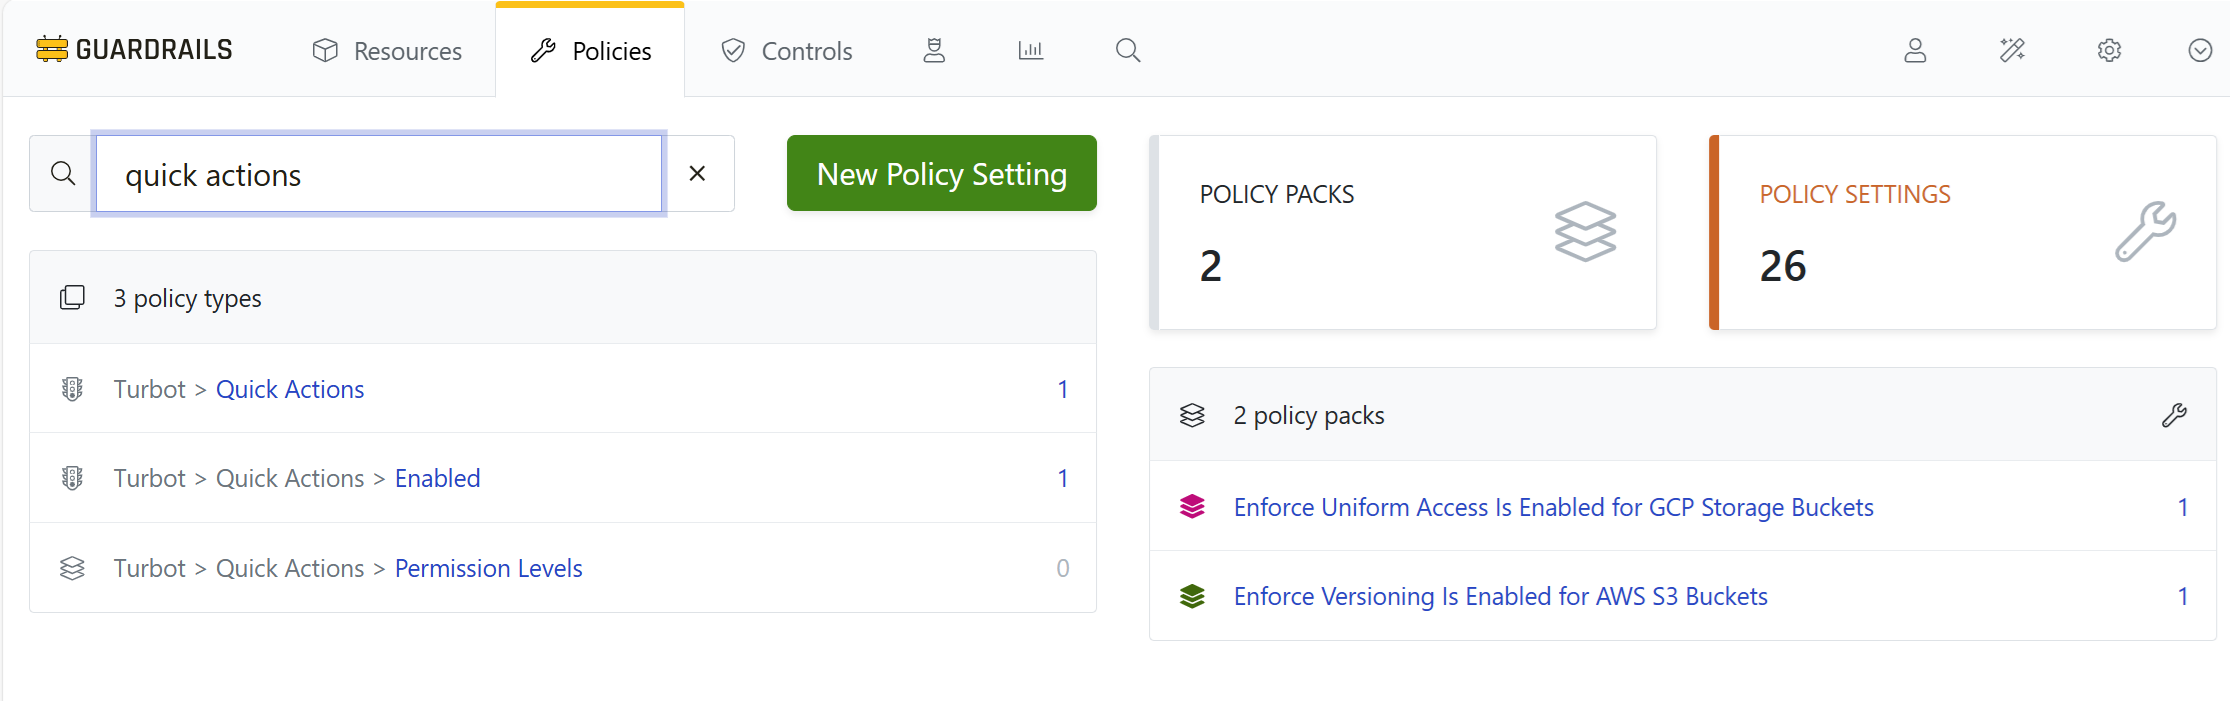 GUARDRAILS
Resources
Policies
Controls
quick actions
New Policy Setting
3 policy types
Turbot > Quick Actions 1
Turbot > Quick Actions > Enabled 1
Turbot > Quick Actions > Permission Levels 0
POLICY PACKS
2
POLICY SETTINGS
26
2 policy packs
Enforce Uniform Access Is Enabled for GCP Storage Buckets 1
Enforce Versioning Is Enabled for AWS S3 Buckets 1